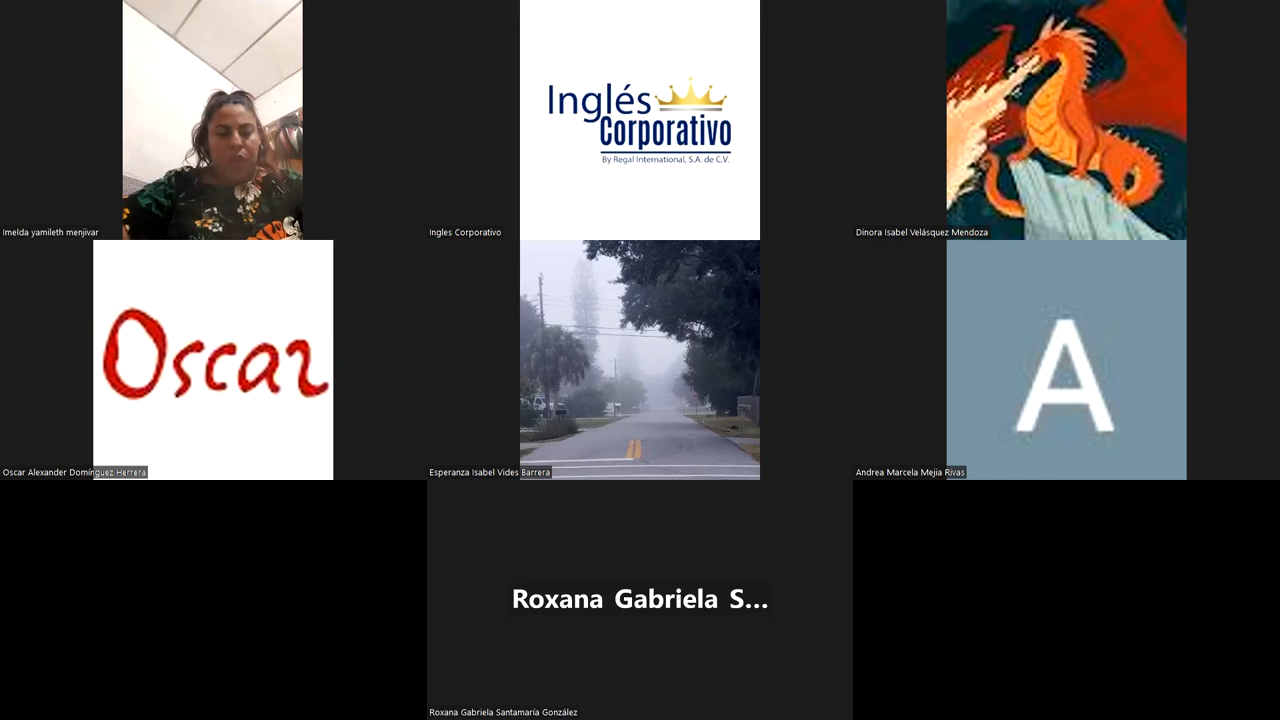 Inglés
Corporativo
By Regal International, S.A. de C.V.
Imelda yamileth menjivar
Ingles Corporativo
Dinora Isabel Velásquez Mendoza
Oscar
Oscar Alexander Domínguez Herrera
Esperanza Isabel Vides Barrera
A
Andrea Marcela Mejia Rivas
Roxana Gabriela S...
Roxana Gabriela Santamaría González